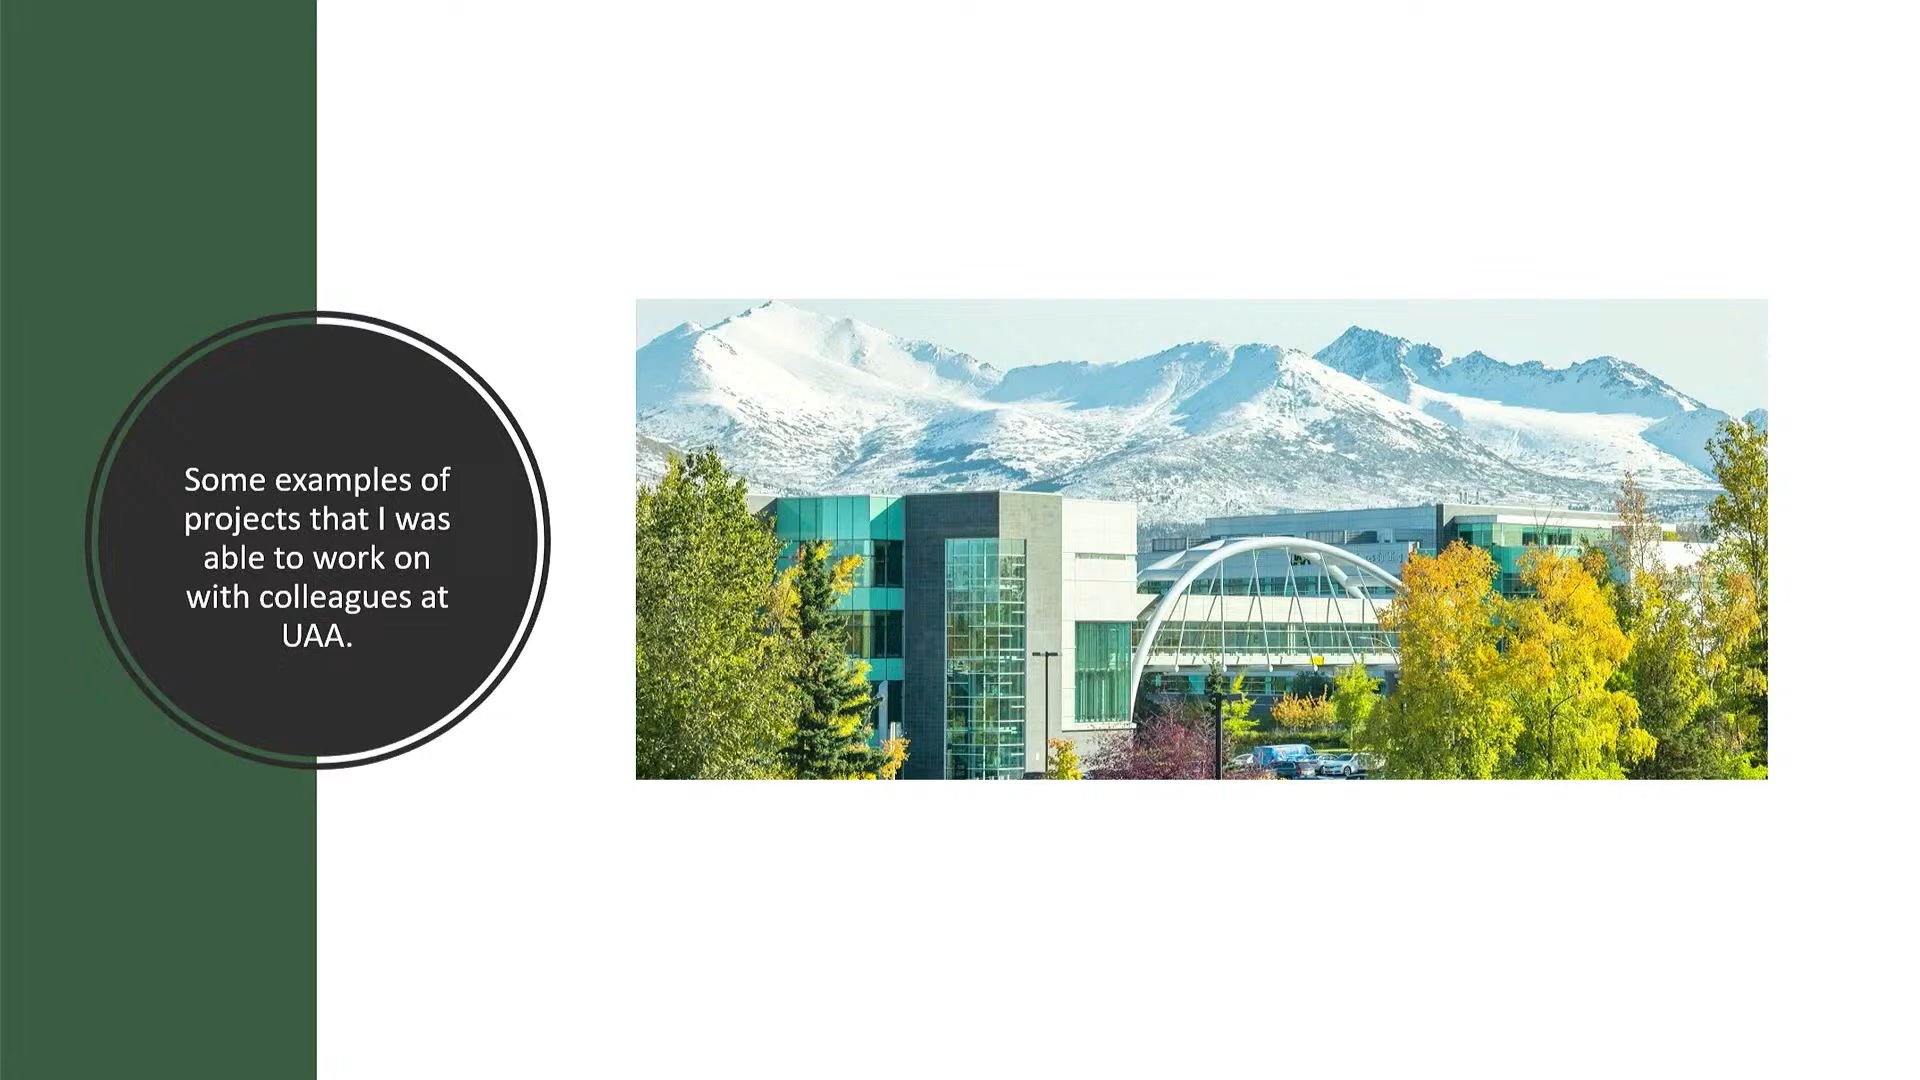 Some examples of
projects that I was
able to work on
with colleagues at
UAA.